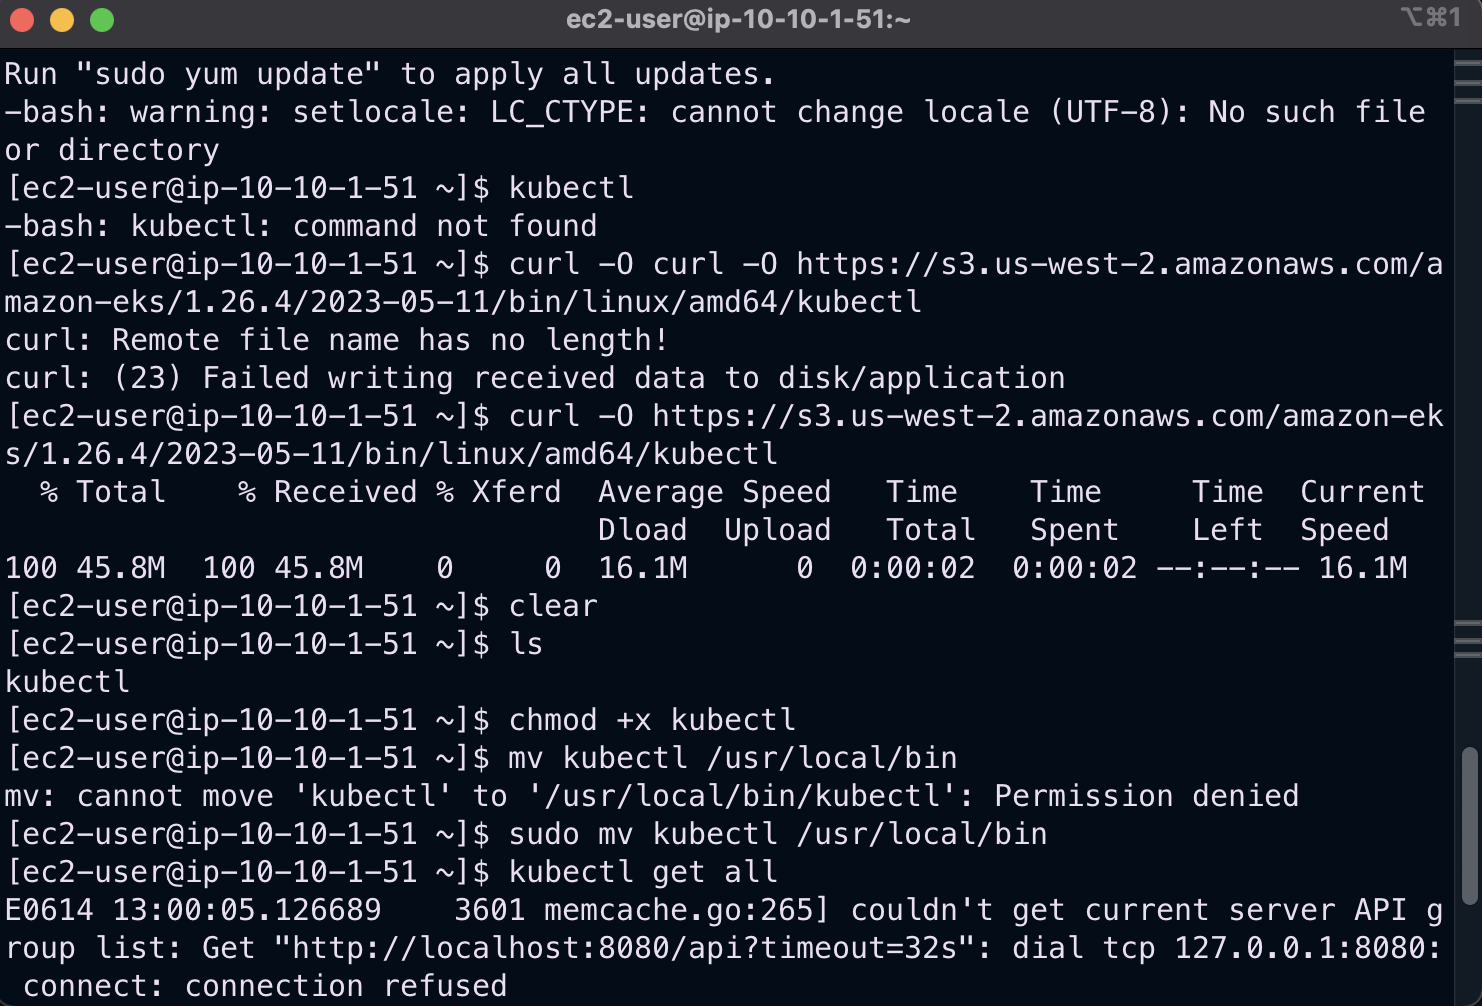 ec2-user@ip-10-10-1-51:~
⌥⌘1
Run "sudo yum update" to apply all updates.
-bash: warning: setlocale: LC_CTYPE: cannot change locale (UTF-8): No such file
or directory
[ec2-user@ip-10-10-1-51 ~]$ kubectl
-bash: kubectl: command not found
[ec2-user@ip-10-10-1-51 ~]$ curl -O curl -O https://s3.us-west-2.amazonaws.com/a
mazon-eks/1.26.4/2023-05-11/bin/linux/amd64/kubectl
curl: Remote file name has no length!
curl: (23) Failed writing received data to disk/application
[ec2-user@ip-10-10-1-51 ~]$ curl -O https://s3.us-west-2.amazonaws.com/amazon-ek
s/1.26.4/2023-05-11/bin/linux/amd64/kubectl
  % Total    % Received % Xferd  Average Speed   Time    Time     Time  Current
                                 Dload  Upload   Total   Spent    Left  Speed
100 45.8M  100 45.8M    0     0  16.1M      0  0:00:02  0:00:02 --:--:-- 16.1M
[ec2-user@ip-10-10-1-51 ~]$ clear
[ec2-user@ip-10-10-1-51 ~]$ ls
kubectl
[ec2-user@ip-10-10-1-51 ~]$ chmod +x kubectl
[ec2-user@ip-10-10-1-51 ~]$ mv kubectl /usr/local/bin
mv: cannot move 'kubectl' to '/usr/local/bin/kubectl': Permission denied
[ec2-user@ip-10-10-1-51 ~]$ sudo mv kubectl /usr/local/bin
[ec2-user@ip-10-10-1-51 ~]$ kubectl get all
E0614 13:00:05.126689    3601 memcache.go:265] couldn't get current server API g
roup list: Get "http://localhost:8080/api?timeout=32s": dial tcp 127.0.0.1:8080:
 connect: connection refused